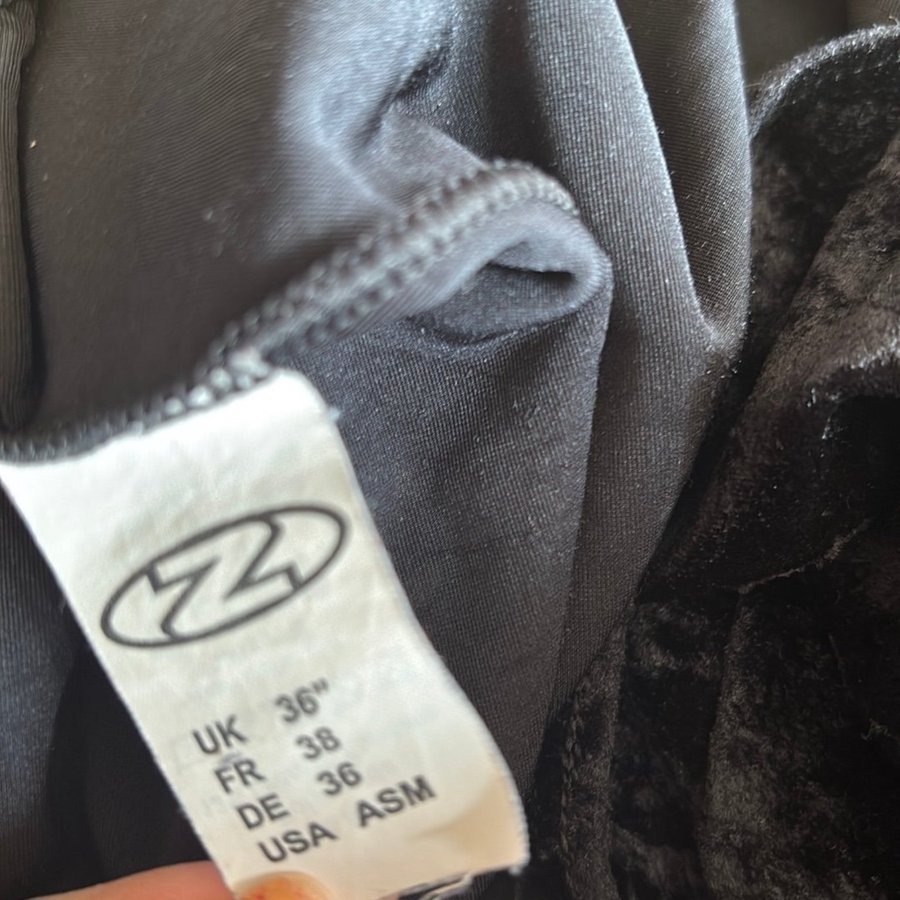 UK 36"
FR 38
DE 36
USA ASM